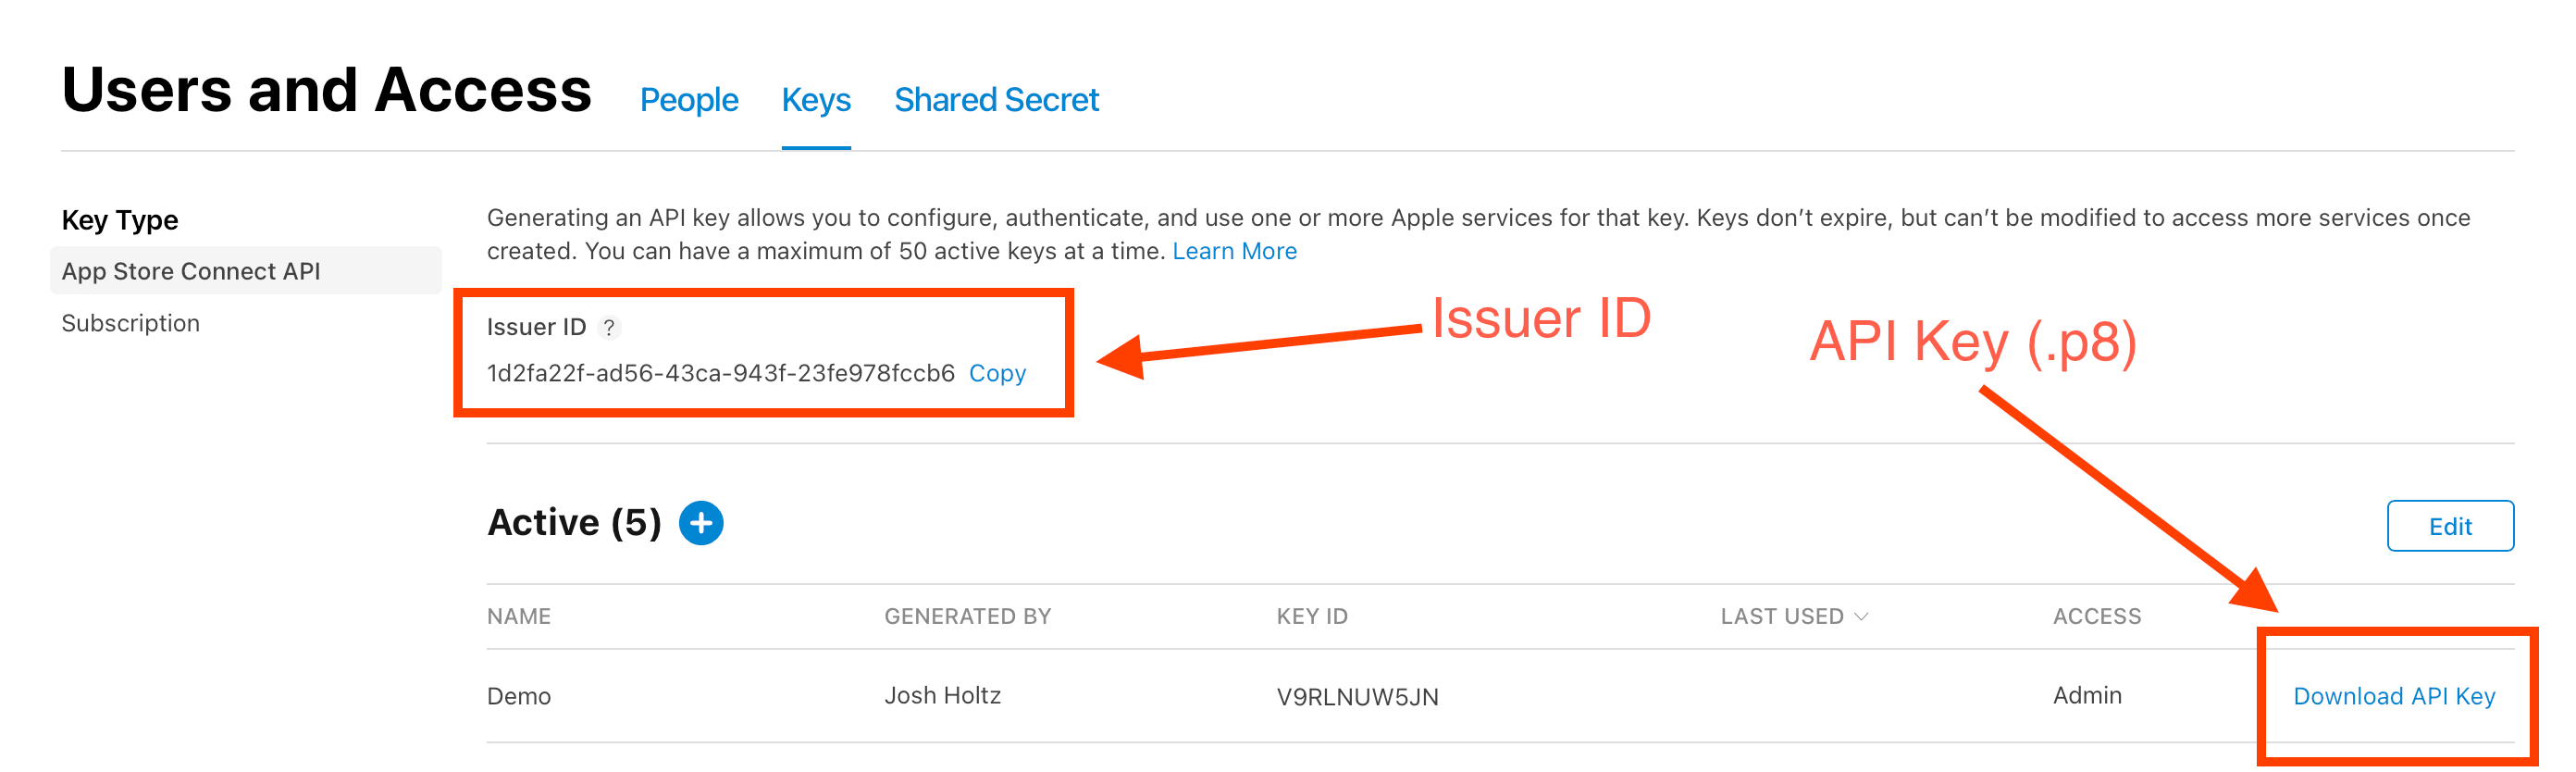 Users and Access People Keys Shared Secret
Key Type
App Store Connect API
Subscription
Generating an API key allows you to configure, authenticate, and use one or more Apple services for that key. Keys don’t expire, but can’t be modified to access more services once
created. You can have a maximum of 50 active keys at a time. Learn More
Issuer ID ?
1d2fa22f-ad56-43ca-943f-23fe978fccb6 Copy
Issuer ID
API Key (.p8)
Active (5) +
Edit
NAME GENERATED BY KEY ID LAST USED ACCESS
Demo Josh Holtz V9RLNUW5JN Admin Download API Key